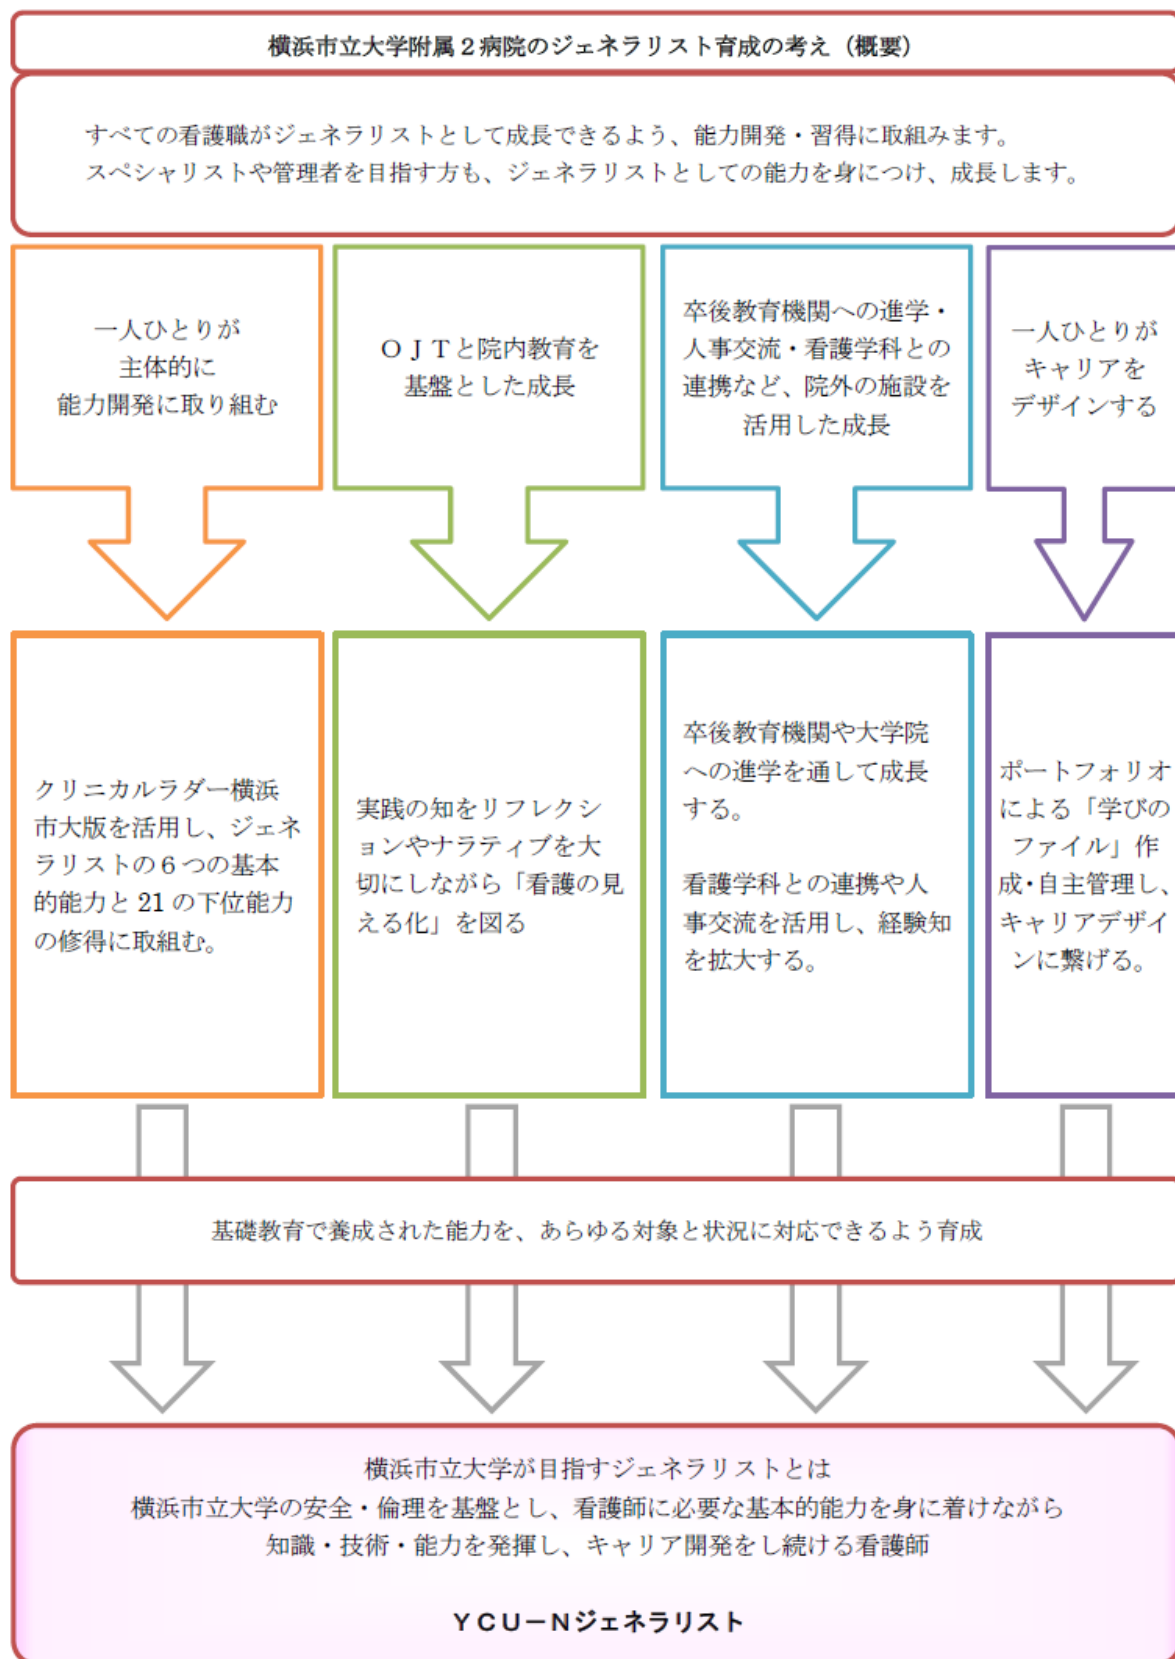 横浜市立大学附属２病院のジェネラリスト育成の考え（概要）
すべての看護職がジェネラリストとして成長できるよう、能力開発・習得に取組みます。
スペシャリストや管理者を目指す方も、ジェネラリストとしての能力を身につけ、成長します。
一人ひとりが
主体的に
能力開発に取り組む
ＯＪＴと院内教育を
基盤とした成長
卒後教育機関への進学・
人事交流・看護学科との
連携など、院外の施設を
活用した成長
一人ひとりが
キャリアを
デザインする
クリニカルラダー横浜
市大版を活用し、ジェネ
ラリストの６つの基本
的能力と 21 の下位能力
の修得に取組む。
実践の知をリフレクシ
ョンやナラティブを大
切にしながら「看護の見
える化」を図る
卒後教育機関や大学院
への進学を通して成長
する。
看護学科との連携や人
事交流を活用し、経験知
を拡大する。
ポートフォリオ
による「学びの
ファイル」作
成・自主管理し、
キャリアデザイ
ンに繋げる。
基礎教育で養成された能力を、あらゆる対象と状況に対応できるよう育成
横浜市立大学が目指すジェネラリストとは
横浜市立大学の安全・倫理を基盤とし、看護師に必要な基本的能力を身に着けながら
知識・技術・能力を発揮し、キャリア開発をし続ける看護師
ＹＣＵ－Ｎジェネラリスト